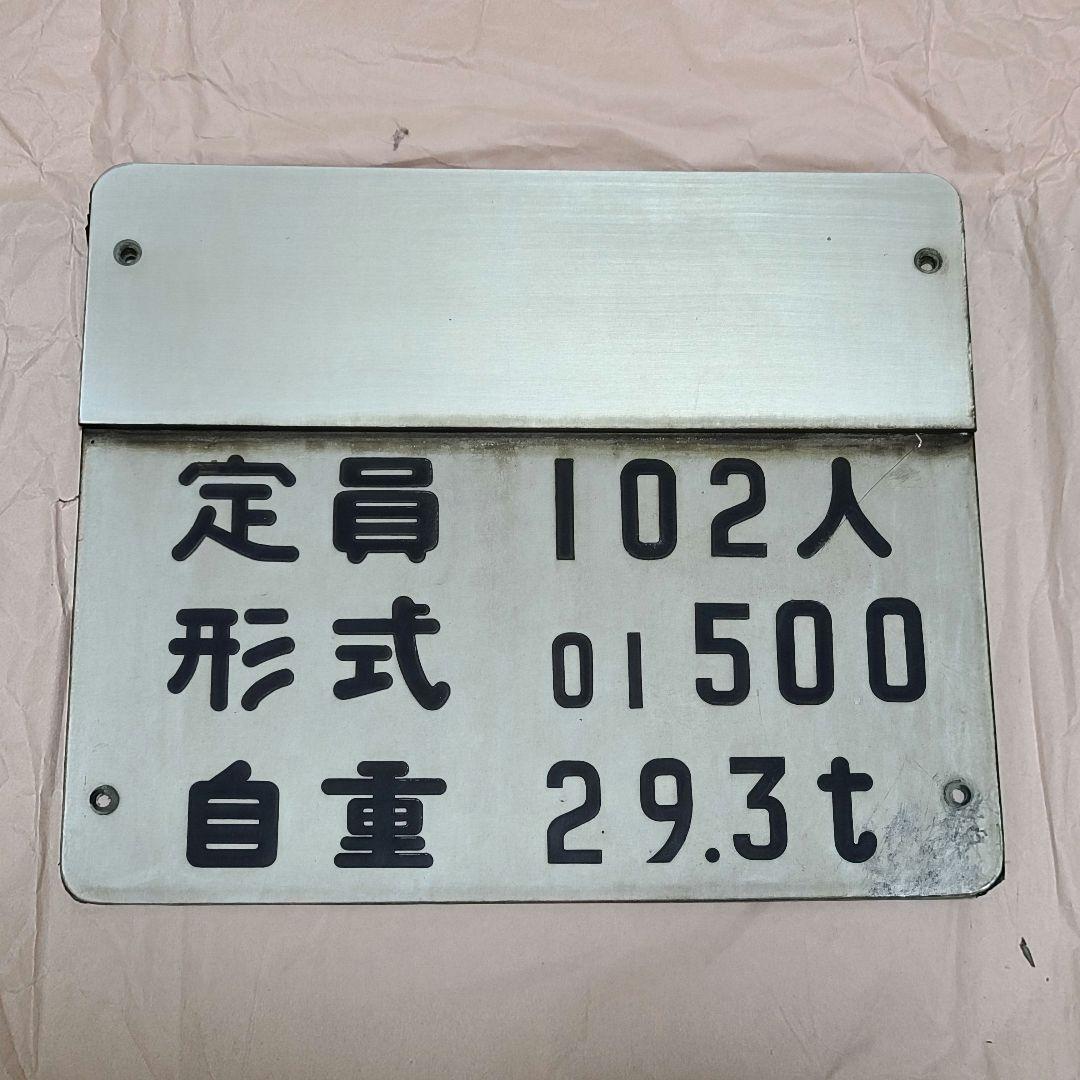 定員 102人
形式 01500
自重 29.3t